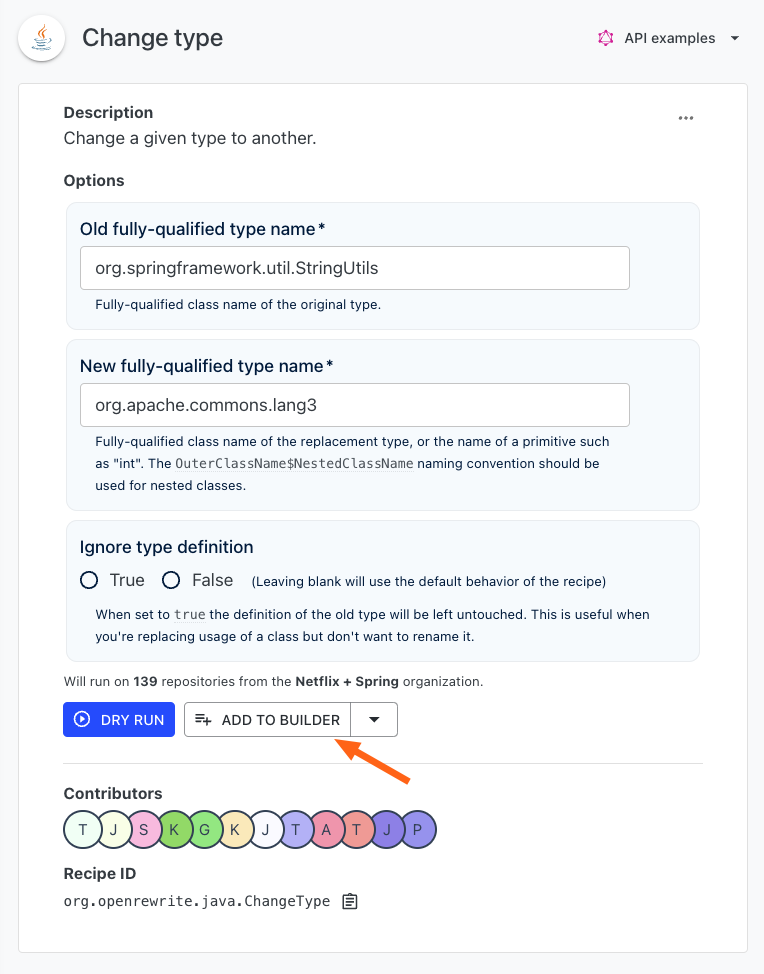 Change type
API examples
Description
Change a given type to another.
Options
Old fully-qualified type name*
org.springframework.util.StringUtils
Fully-qualified class name of the original type.
New fully-qualified type name*
org.apache.commons.lang3
Fully-qualified class name of the replacement type, or the name of a primitive such
as "int". The OuterClassName$NestedClassName naming convention should be
used for nested classes.
Ignore type definition
True False (Leaving blank will use the default behavior of the recipe)
When set to true the definition of the old type will be left untouched. This is useful when
you're replacing usage of a class but don't want to rename it.
Will run on 139 repositories from the Netflix + Spring organization.
DRY RUN ADD TO BUILDER
Contributors
T J S K G K J T A T J P
Recipe ID
org.openrewrite.java.ChangeType